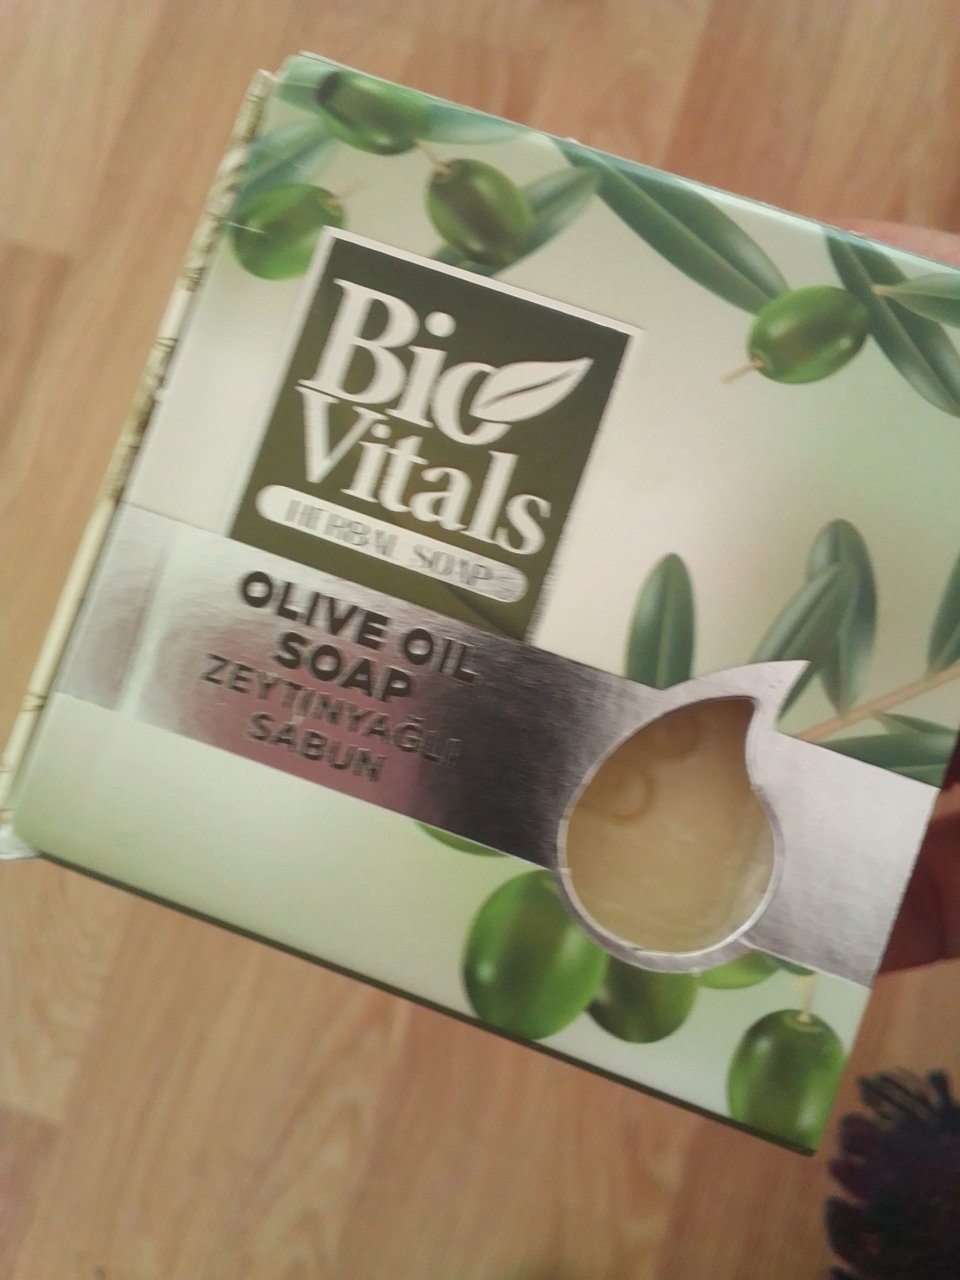 Bio
Vitals
HERBAL SOAP
OLIVE OIL
SOAP
ZEYTINYAĞLI
SABUN